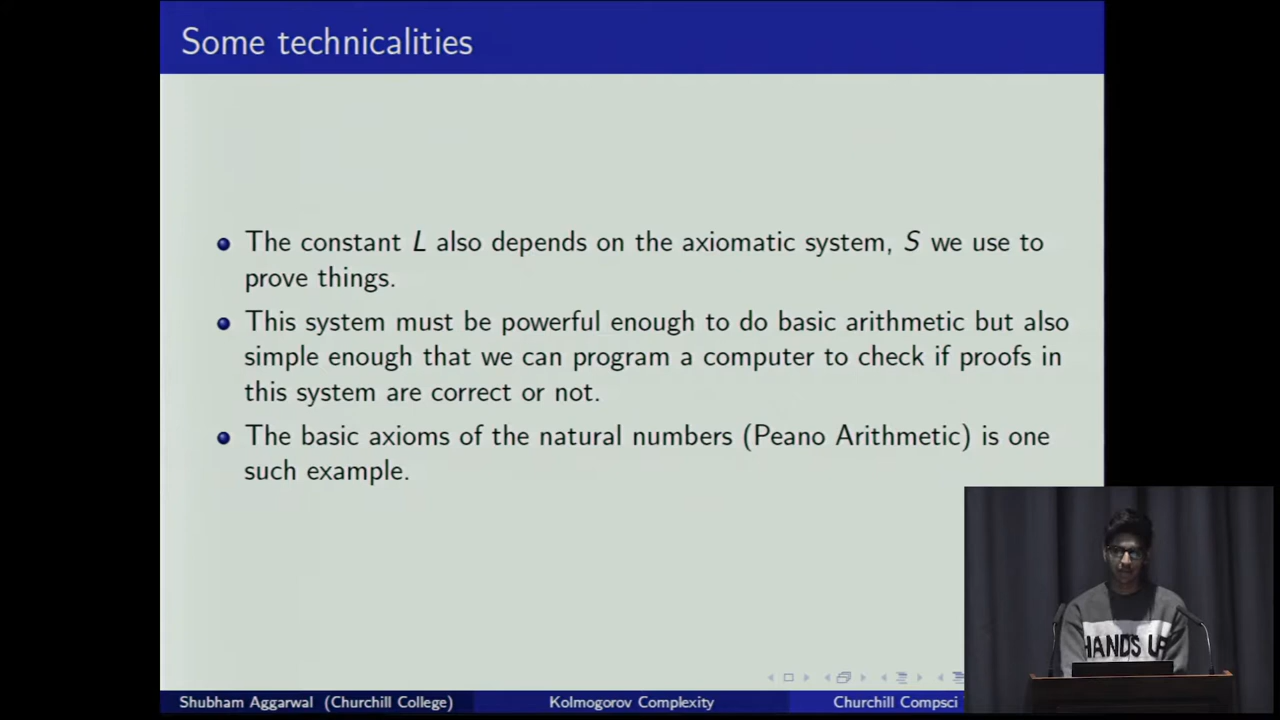 Some technicalities
The constant L also depends on the axiomatic system, S we use to
prove things.
This system must be powerful enough to do basic arithmetic but also
simple enough that we can program a computer to check if proofs in
this system are correct or not.
The basic axioms of the natural numbers (Peano Arithmetic) is one
such example.
HANDS UP
Shubham Aggarwal (Churchill College)
Kolmogorov Complexity
Churchill Compsci